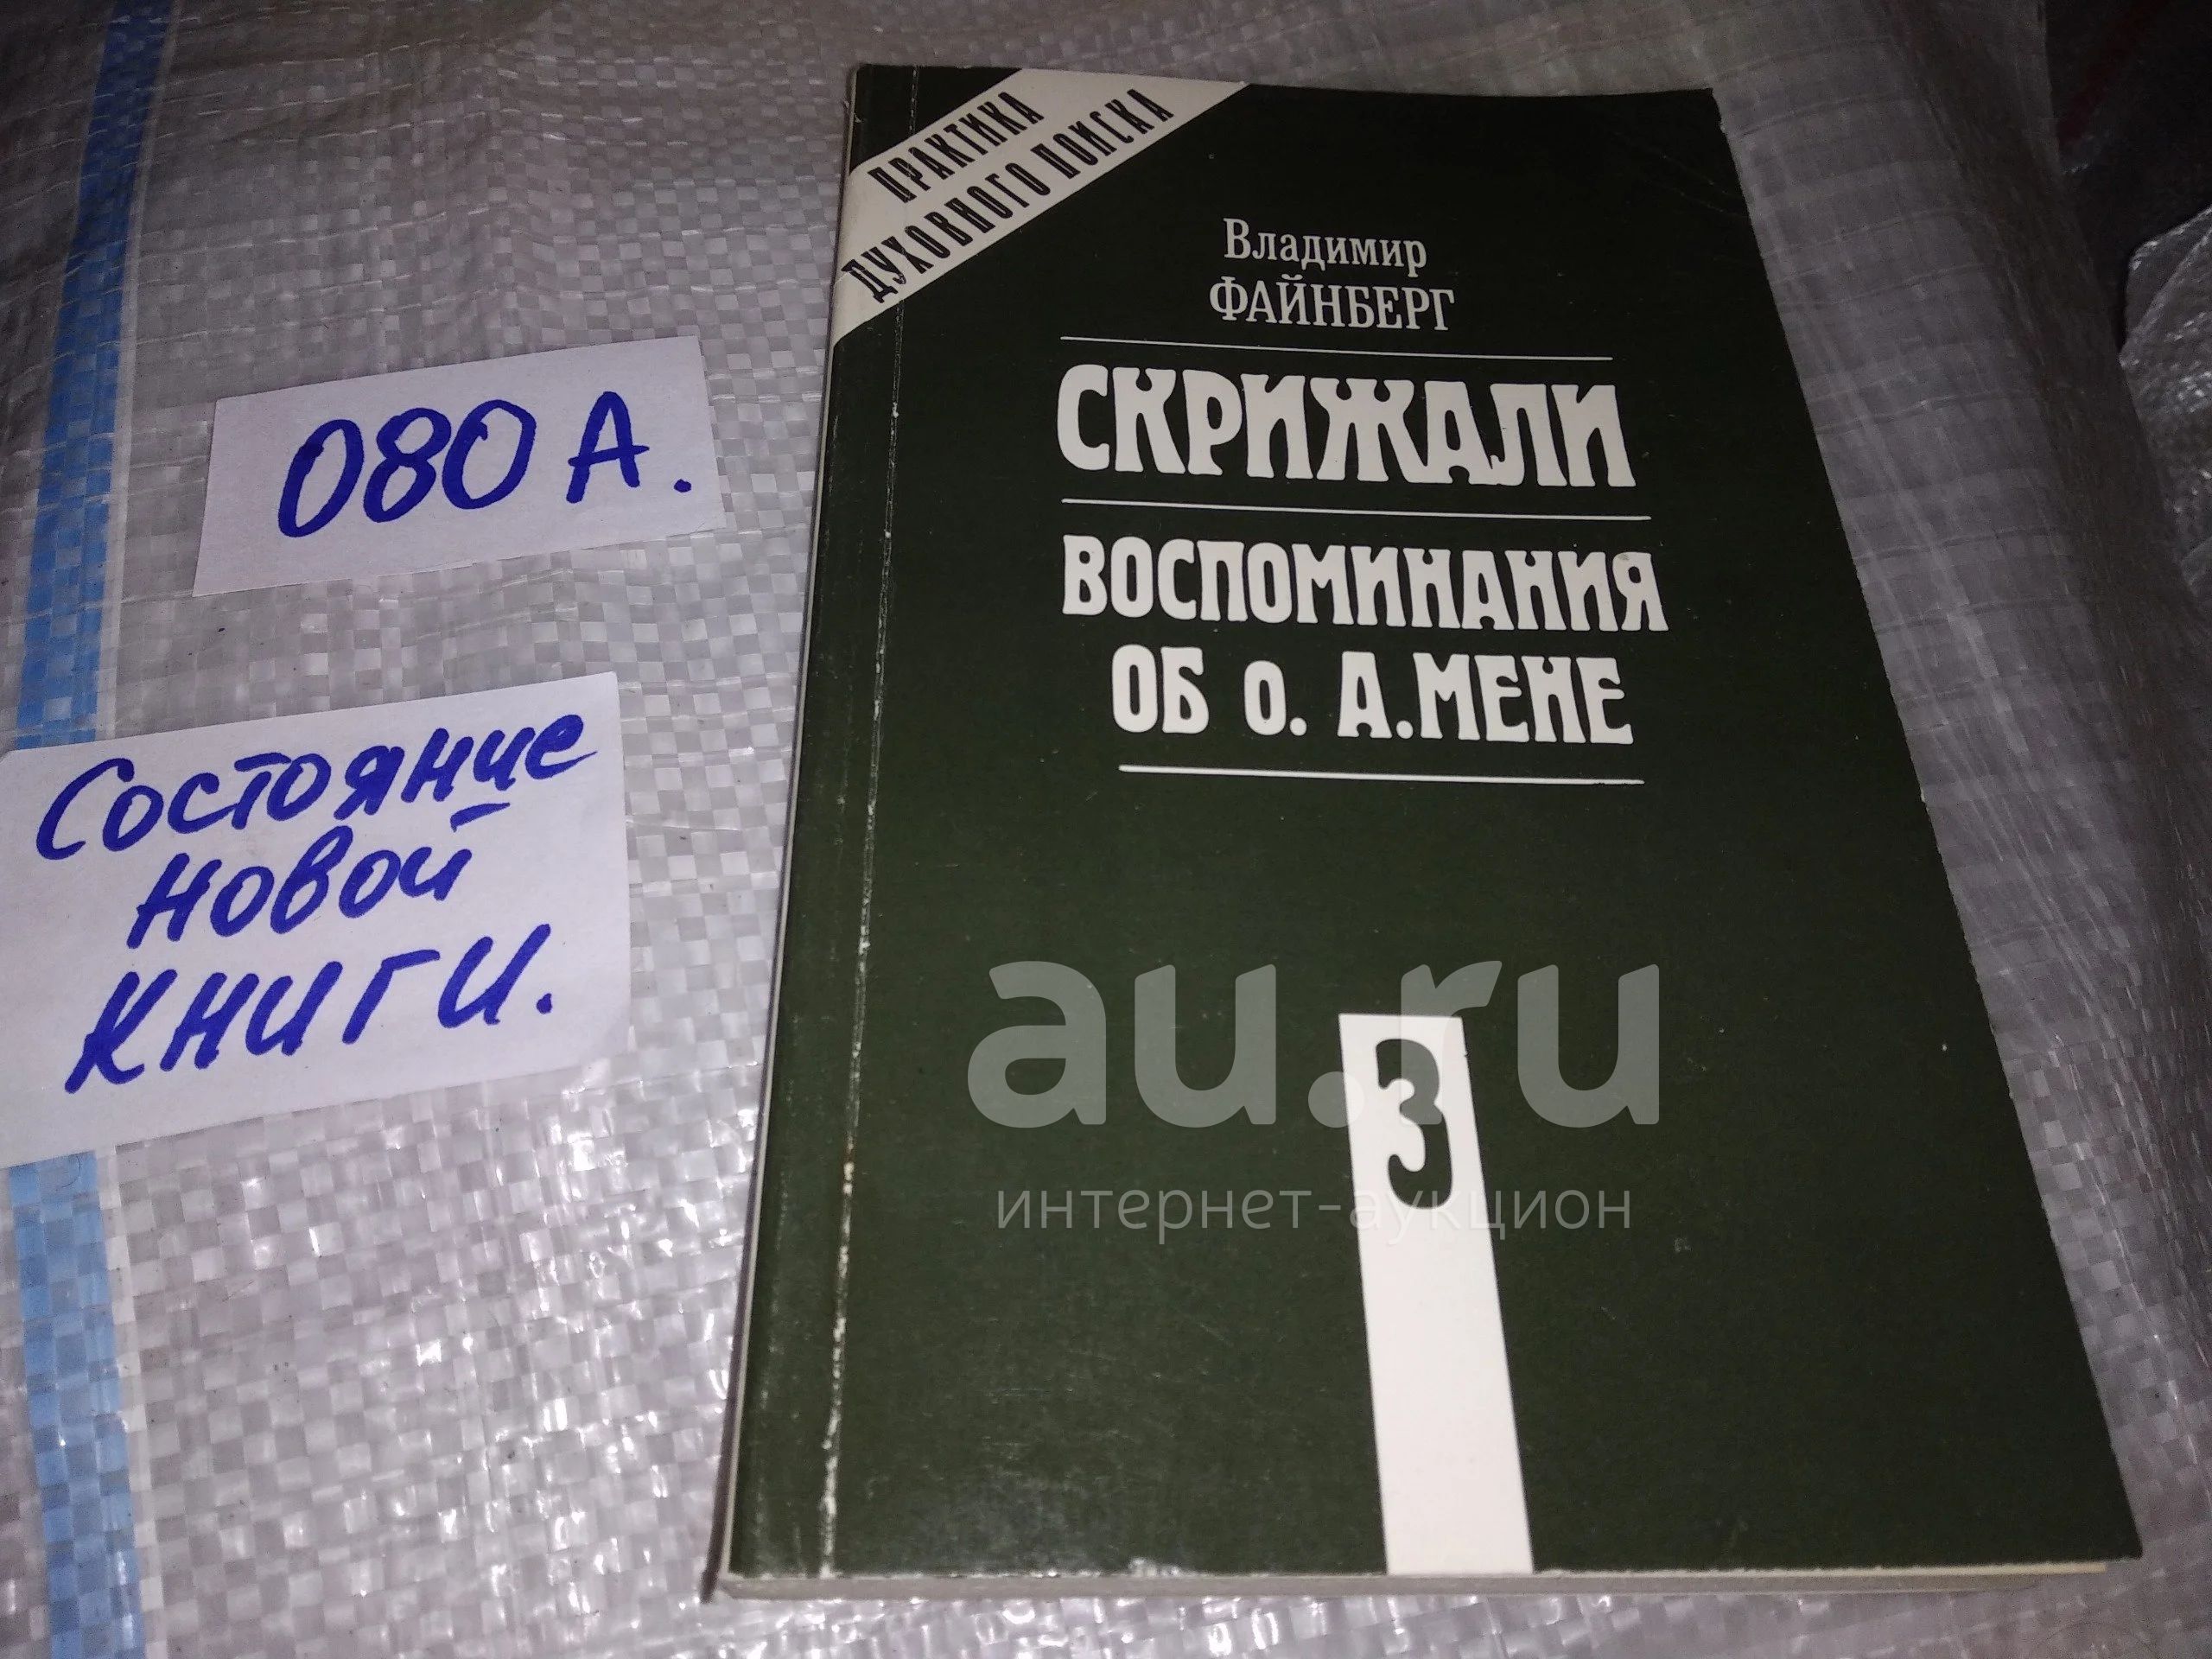 ПРАКТИКА
ДУХОВНОГО ПОИСКА
Владимир
ФАЙНБЕРГ
СКРИЖАЛИ
ВОСПОМИНАНИЯ
ОБ о. А.МЕНЕ
3
080 А.
Состояние
новой
книги.
au.ru
интернет-аукцион